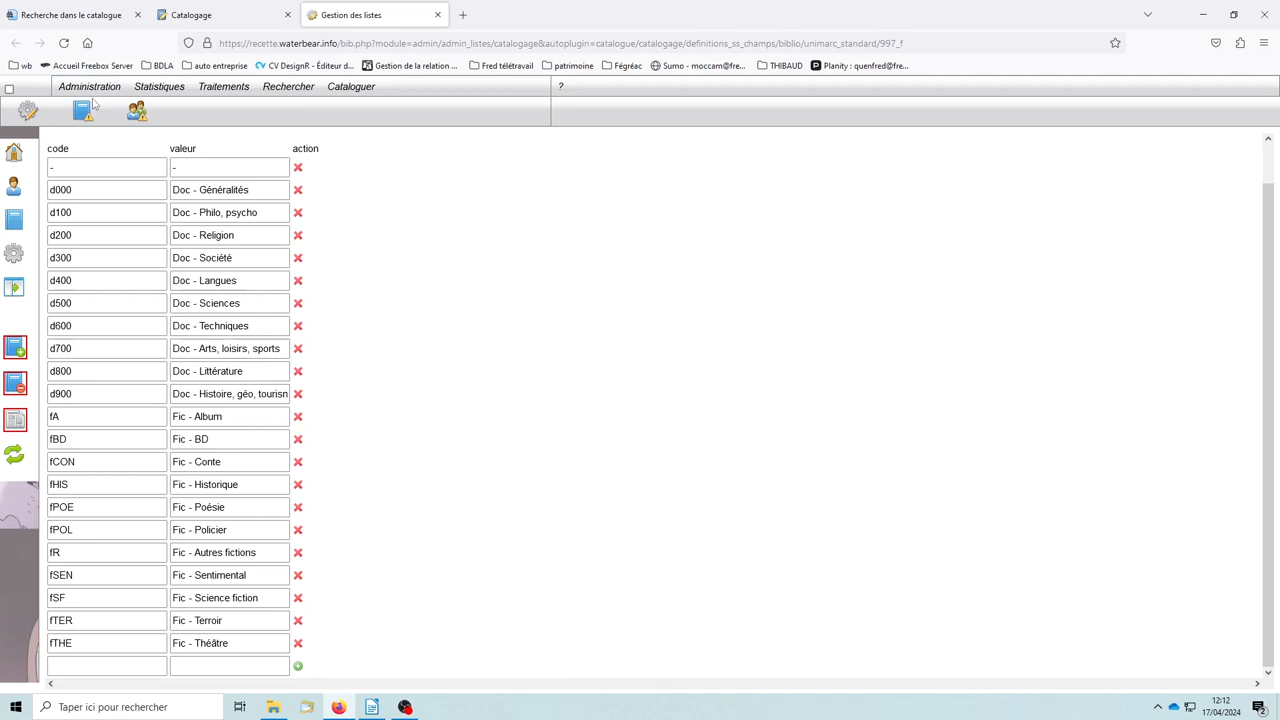 Recherche dans le catalogue
Catalogage
Gestion des listes
https://recette.waterbear.info/bib.php?module=admin/admin_listes/catalogage&autoplugin=catalogue/catalogage/definitions_ss_champs/biblio/unimarc_standard/997_f
wb
Accueil Freebox Server
BDLA
auto entreprise
CV DesignR - Éditeur d...
Gestion de la relation ...
Fred télétravail
patrimoine
Fégréac
Sumo - moccam@fre...
THIBAUD
Planity : quenfred@fre...
Administration
Statistiques
Traitements
Rechercher
Cataloguer
?
code valeur action
- -
d000 Doc - Généralités
d100 Doc - Philo, psycho
d200 Doc - Religion
d300 Doc - Société
d400 Doc - Langues
d500 Doc - Sciences
d600 Doc - Techniques
d700 Doc - Arts, loisirs, sports
d800 Doc - Littérature
d900 Doc - Histoire, géo, tourisn
fA Fic - Album
fBD Fic - BD
fCON Fic - Conte
fHIS Fic - Historique
fPOE Fic - Poésie
fPOL Fic - Policier
fR Fic - Autres fictions
fSEN Fic - Sentimental
fSF Fic - Science fiction
fTER Fic - Terroir
fTHE Fic - Théâtre
Taper ici pour rechercher
12:12
17/04/2024
2